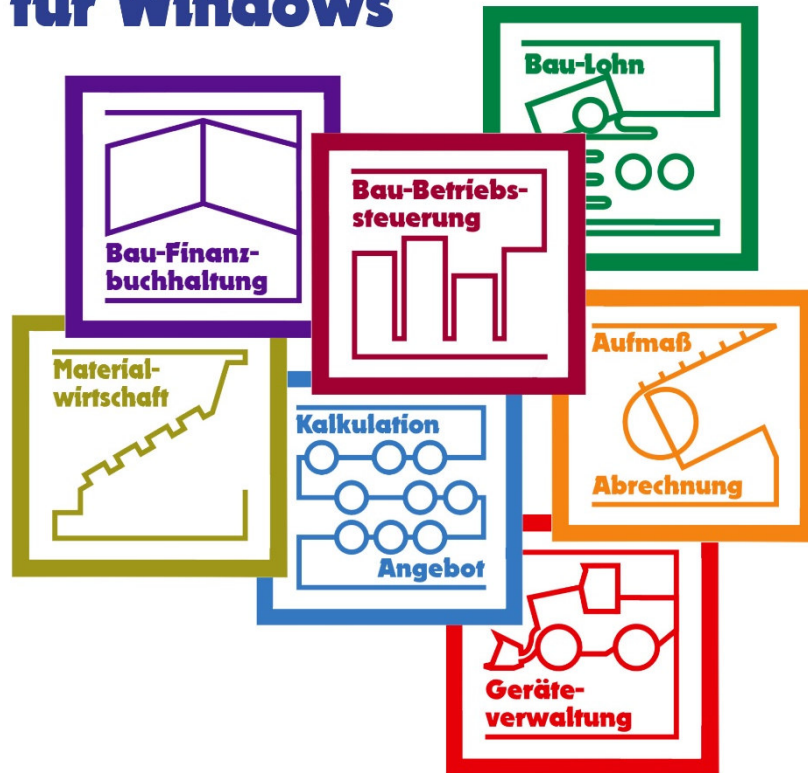 für Windows
Bau-Lohn
Bau-Finanz-
buchhaltung
Bau-Betriebs-
steuerung
Material-
wirtschaft
Kalkulation
Angebot
Aufmaß
Abrechnung
Geräte-
verwaltung